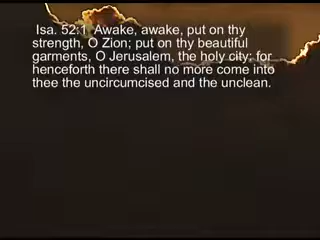 Isa. 52:1  Awake, awake, put on thy
strength, O Zion; put on thy beautiful
garments, O Jerusalem, the holy city: for
henceforth there shall no more come into
thee the uncircumcised and the unclean.